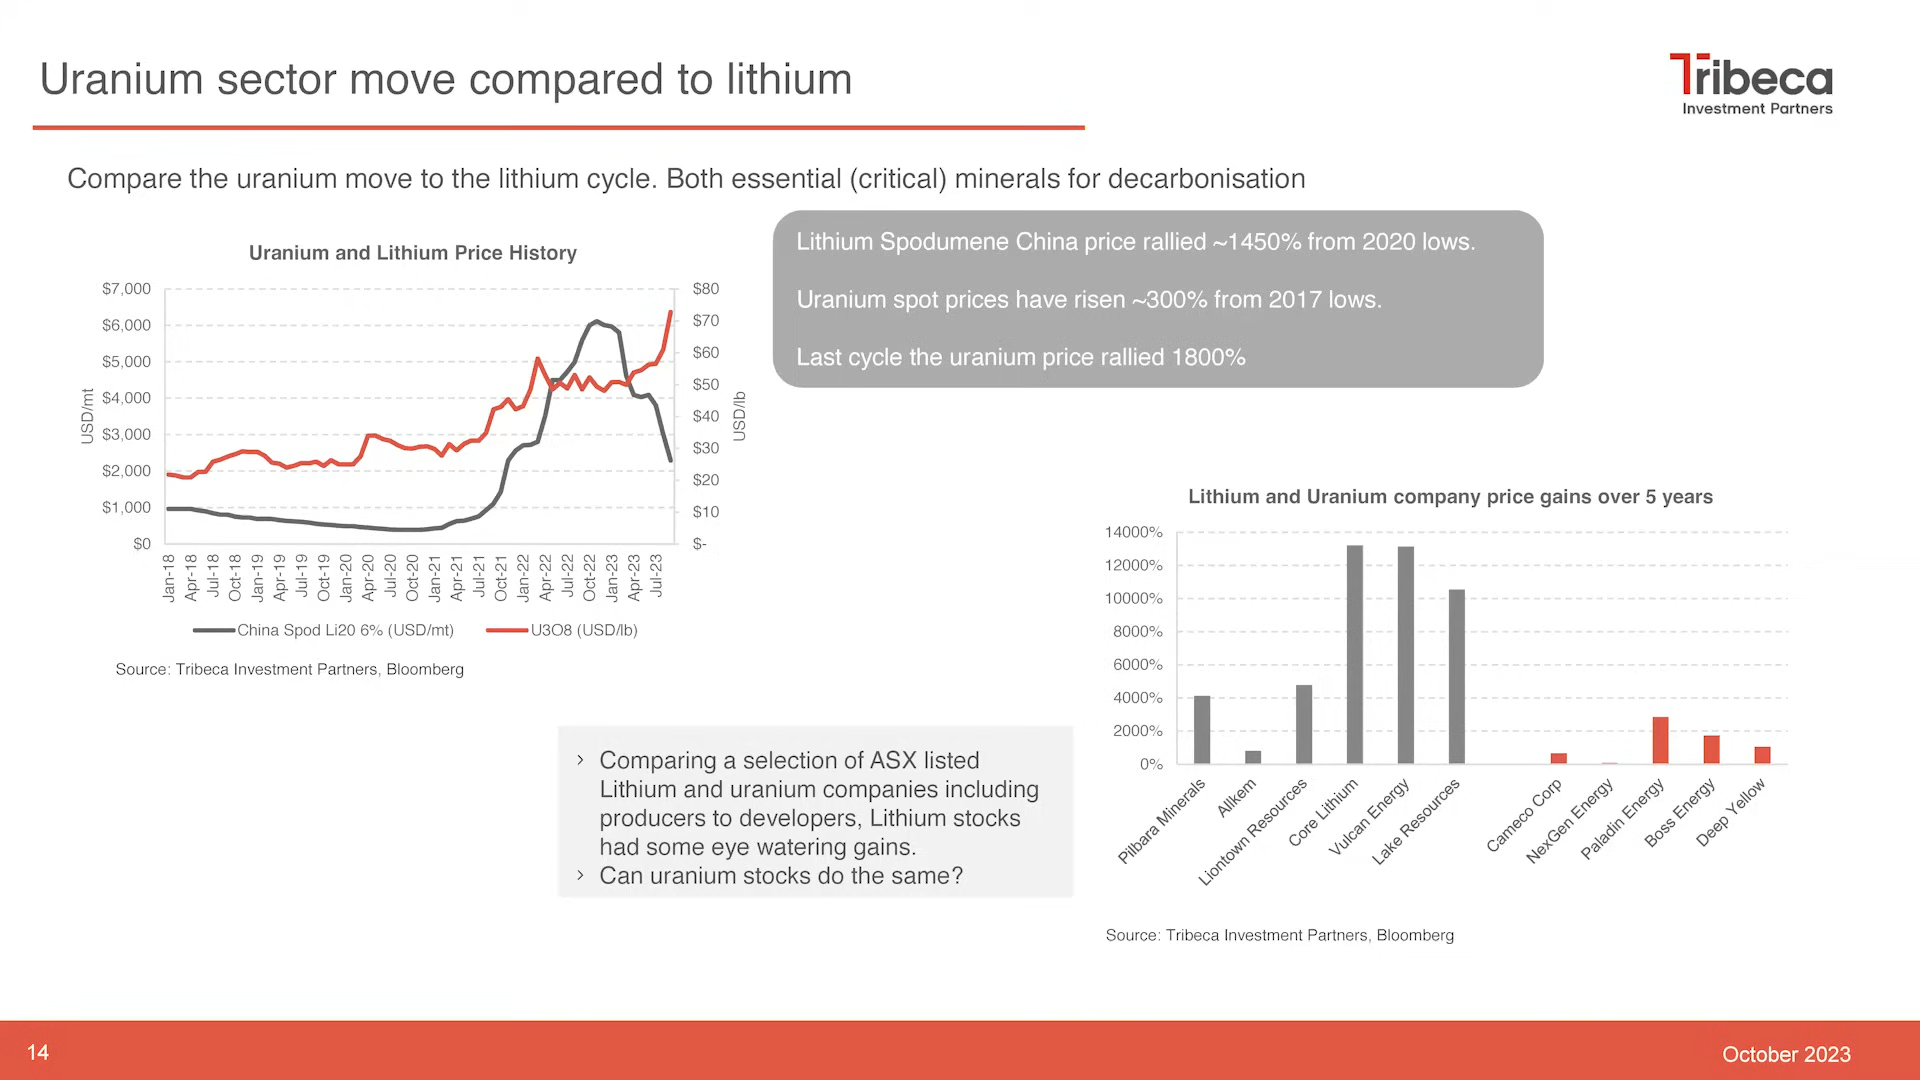 Uranium sector move compared to lithium
Tribeca
Investment Partners
Compare the uranium move to the lithium cycle. Both essential (critical) minerals for decarbonisation
Uranium and Lithium Price History
$7,000
$6,000
$5,000
$4,000
$3,000
$2,000
$1,000
$0
USD/mt
$80
$70
$60
$50
$40
$30
$20
$10
$-
USD/lb
Jan-18
Apr-18
Jul-18
Oct-18
Jan-19
Apr-19
Jul-19
Oct-19
Jan-20
Apr-20
Jul-20
Oct-20
Jan-21
Apr-21
Jul-21
Oct-21
Jan-22
Apr-22
Jul-22
Oct-22
Jan-23
Apr-23
Jul-23
China Spod Li20 6% (USD/mt)
U3O8 (USD/lb)
Source: Tribeca Investment Partners, Bloomberg
Lithium Spodumene China price rallied ~1450% from 2020 lows.
Uranium spot prices have risen ~300% from 2017 lows.
Last cycle the uranium price rallied 1800%
Lithium and Uranium company price gains over 5 years
14000%
12000%
10000%
8000%
6000%
4000%
2000%
0%
Pilbara Minerals
Allkem
Liontown Resources
Core Lithium
Vulcan Energy
Lake Resources
Cameco Corp
NexGen Energy
Paladin Energy
Boss Energy
Deep Yellow
Source: Tribeca Investment Partners, Bloomberg
› Comparing a selection of ASX listed
Lithium and uranium companies including
producers to developers, Lithium stocks
had some eye watering gains.
› Can uranium stocks do the same?
14
October 2023